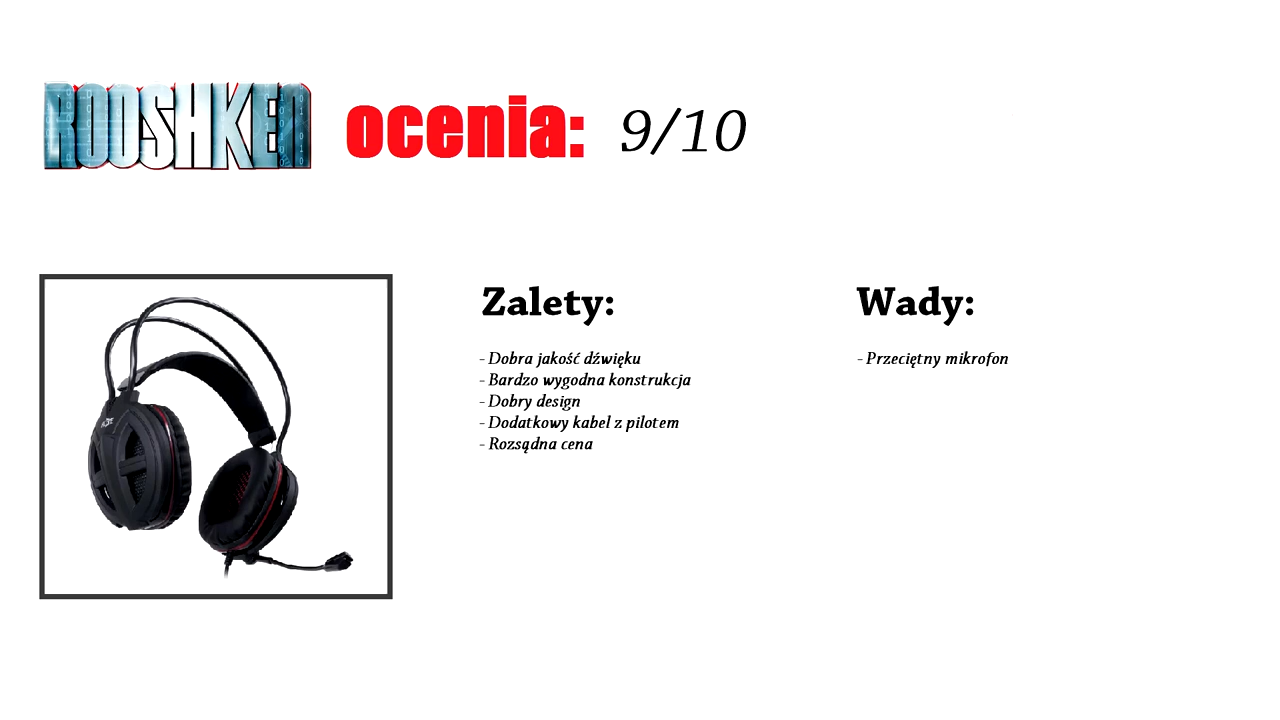 ROOSHKEN ocenia: 9/10
Zalety:
- Dobra jakość dźwięku
- Bardzo wygodna konstrukcja
- Dobry design
- Dodatkowy kabel z pilotem
- Rozsądna cena
Wady:
- Przeciętny mikrofon